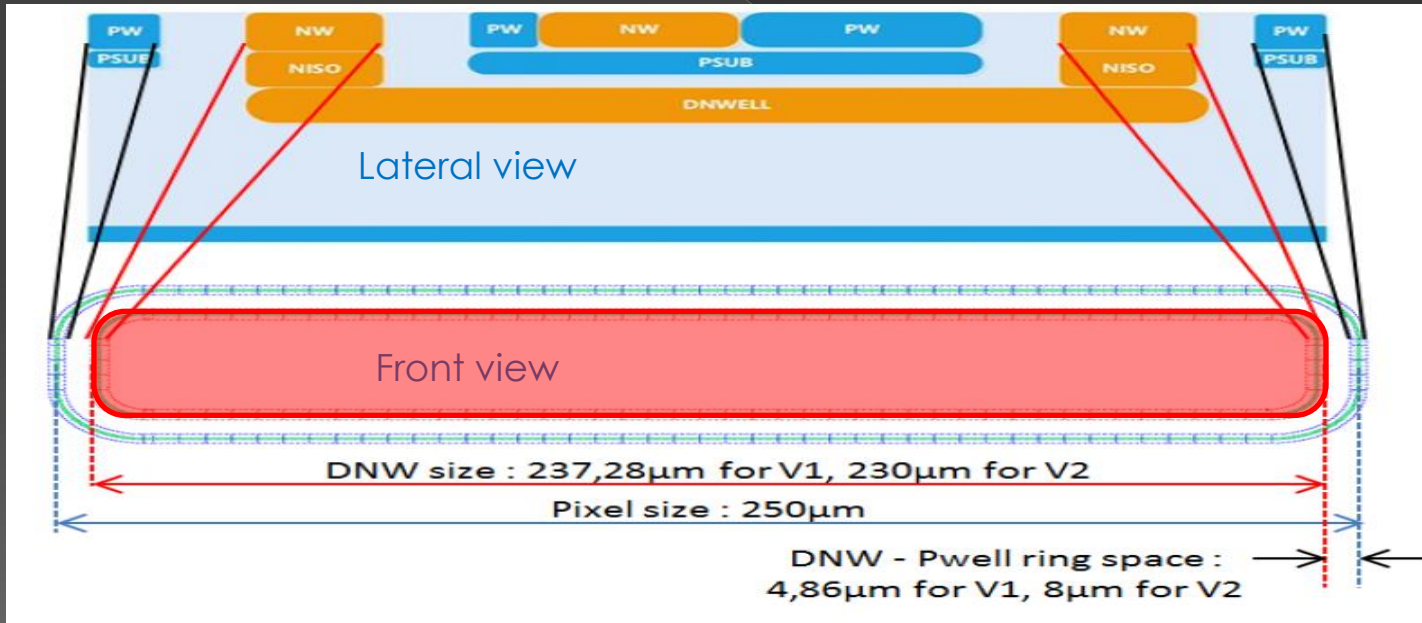 PW NW PW NW PW NW PW
PSUB NISO PSUB NISO PSUB
DNWELL
Lateral view
Front view
DNW size : 237,28µm for V1, 230µm for V2
Pixel size : 250µm
DNW - Pwell ring space :
4,86µm for V1, 8µm for V2